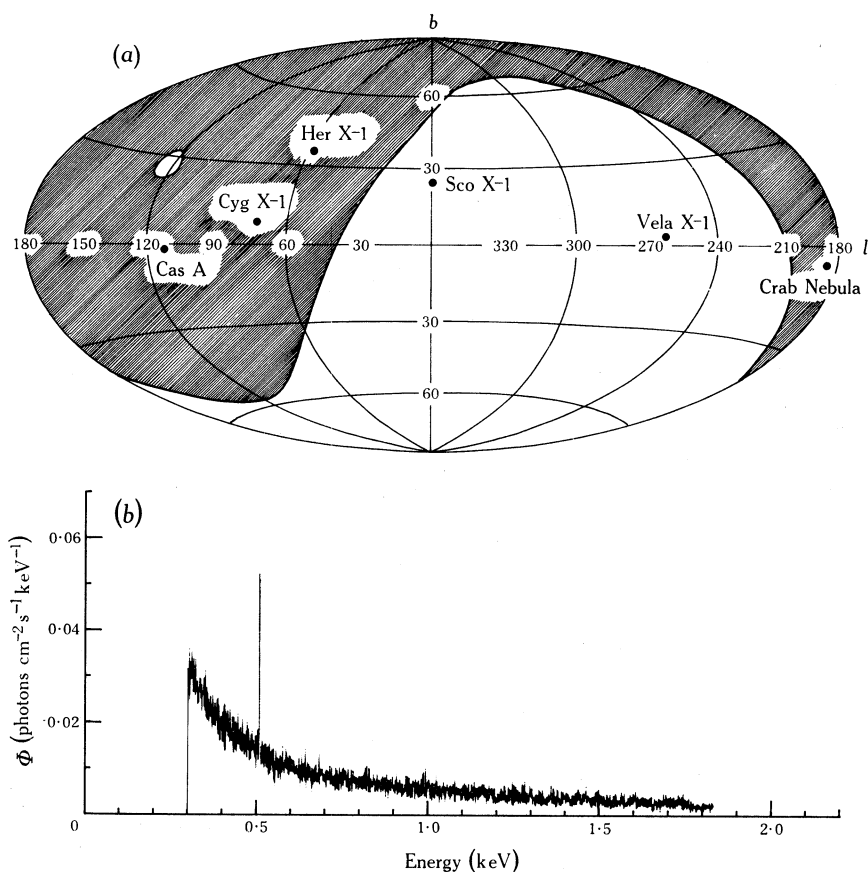 (a)
b
60
Her X-1
30
Cyg X-1
Sco X-1
Vela X-1
180 150 120 90 60 30 330 300 270 240 210 180 l
Cas A
Crab Nebula
30
60
(b)
0·06
0·04
0·02
0
0·5 1·0 1·5 2·0
Φ (photons cm⁻² s⁻¹ keV⁻¹)
Energy (keV)